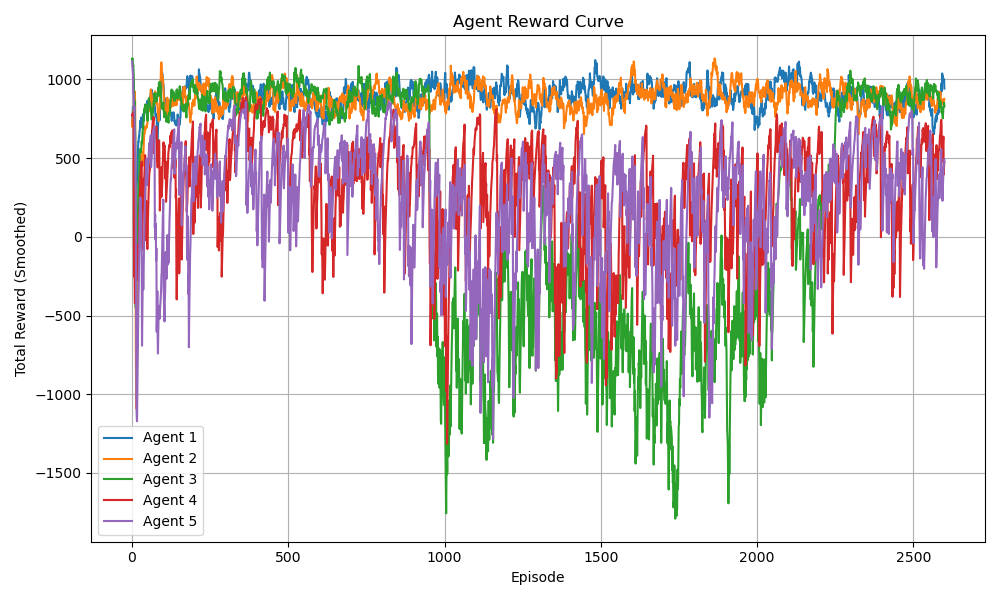 Agent Reward Curve
Total Reward (Smoothed)
1000
500
0
−500
−1000
−1500
Agent 1
Agent 2
Agent 3
Agent 4
Agent 5
0 500 1000 1500 2000 2500
Episode